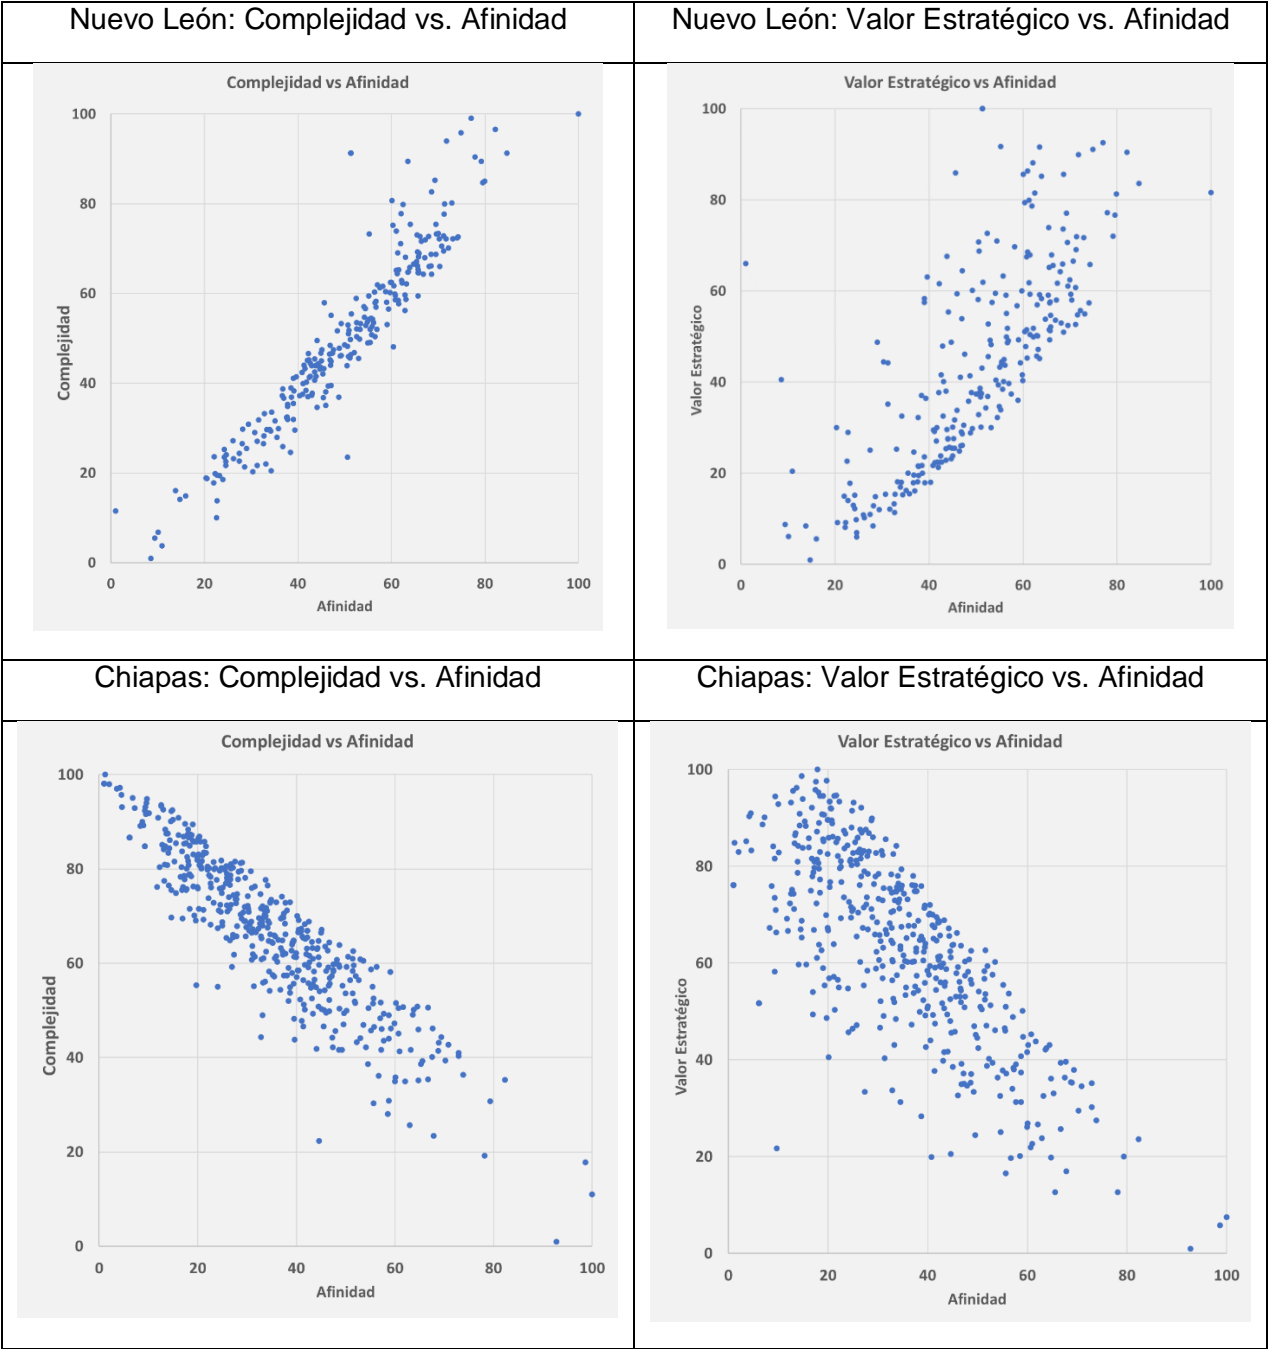 Nuevo León: Complejdad vs. Afinidad
Nuevo León: Valor Estratégico vs. Afinidad
Complejidad vs Afinidad
100
80
60
40
20
0
Complejidad
0 20 40 60 80 100
Afinidad
Valor Estratégico vs Afinidad
100
80
60
40
20
0
Valor Estratégico
0 20 40 60 80 100
Afinidad
Chiapas: Complejidad vs. Afinidad
Chiapas: Valor Estratégico vs. Afinidad
Complejidad vs Afinidad
100
80
60
40
20
0
Complejidad
0 20 40 60 80 100
Afinidad
Valor Estratégico vs Afinidad
100
80
60
40
20
0
Valor Estratégico
0 20 40 60 80 100
Afinidad